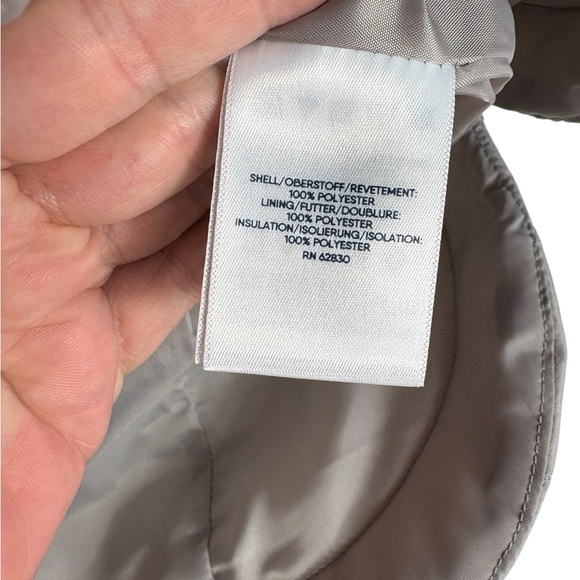 SHELL/OBERSTOFF/REVETEMENT:
100% POLYESTER
LINING/FUTTER/DOUBLURE:
100% POLYESTER
INSULATION/ISOLIERUNG/ISOLATION:
100% POLYESTER
RN 62830